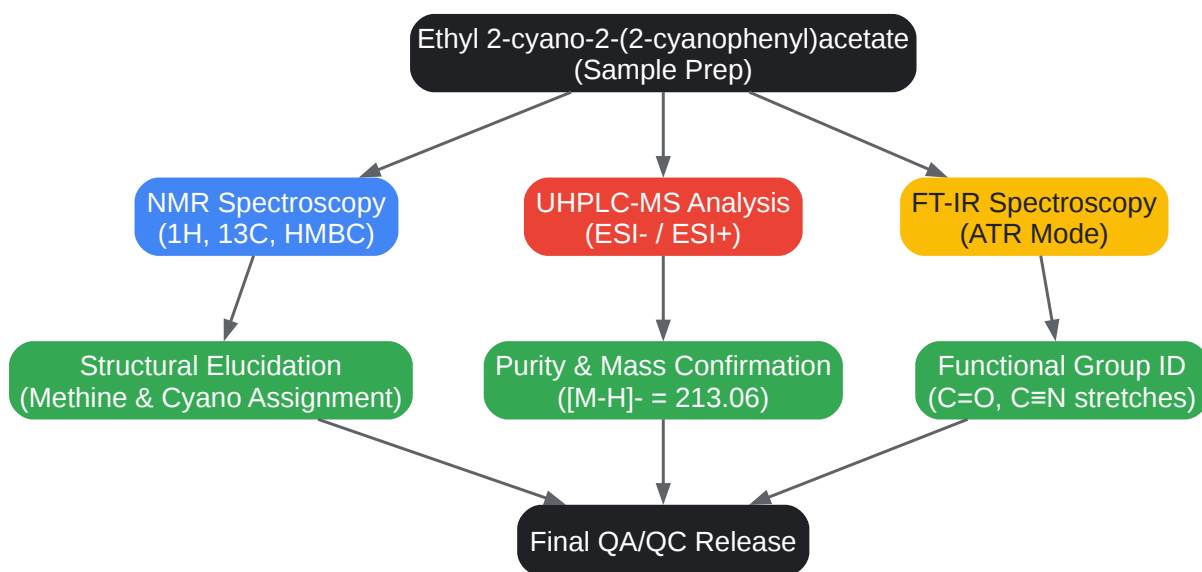 Ethyl 2-cyano-2-(2-cyanophenyl)acetate
(Sample Prep)
NMR Spectroscopy
(1H, 13C, HMBC)
UHPLC-MS Analysis
(ESI- / ESI+)
FT-IR Spectroscopy
(ATR Mode)
Structural Elucidation
(Methine & Cyano Assignment)
Purity & Mass Confirmation
([M-H]- = 213.06)
Functional Group ID
(C=O, C≡N stretches)
Final QA/QC Release